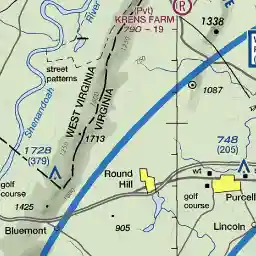 (Pvt)
KRENS FARM
790 - 19
R
1338
River
street
patterns
Shenandoah
WEST VIRGINIA
VIRGINIA
1087
1713
1728
(379)
748
(205)
Round
Hill
wt
golf
course
1425
Bluemont
905
golf
course
Purcell
Lincoln